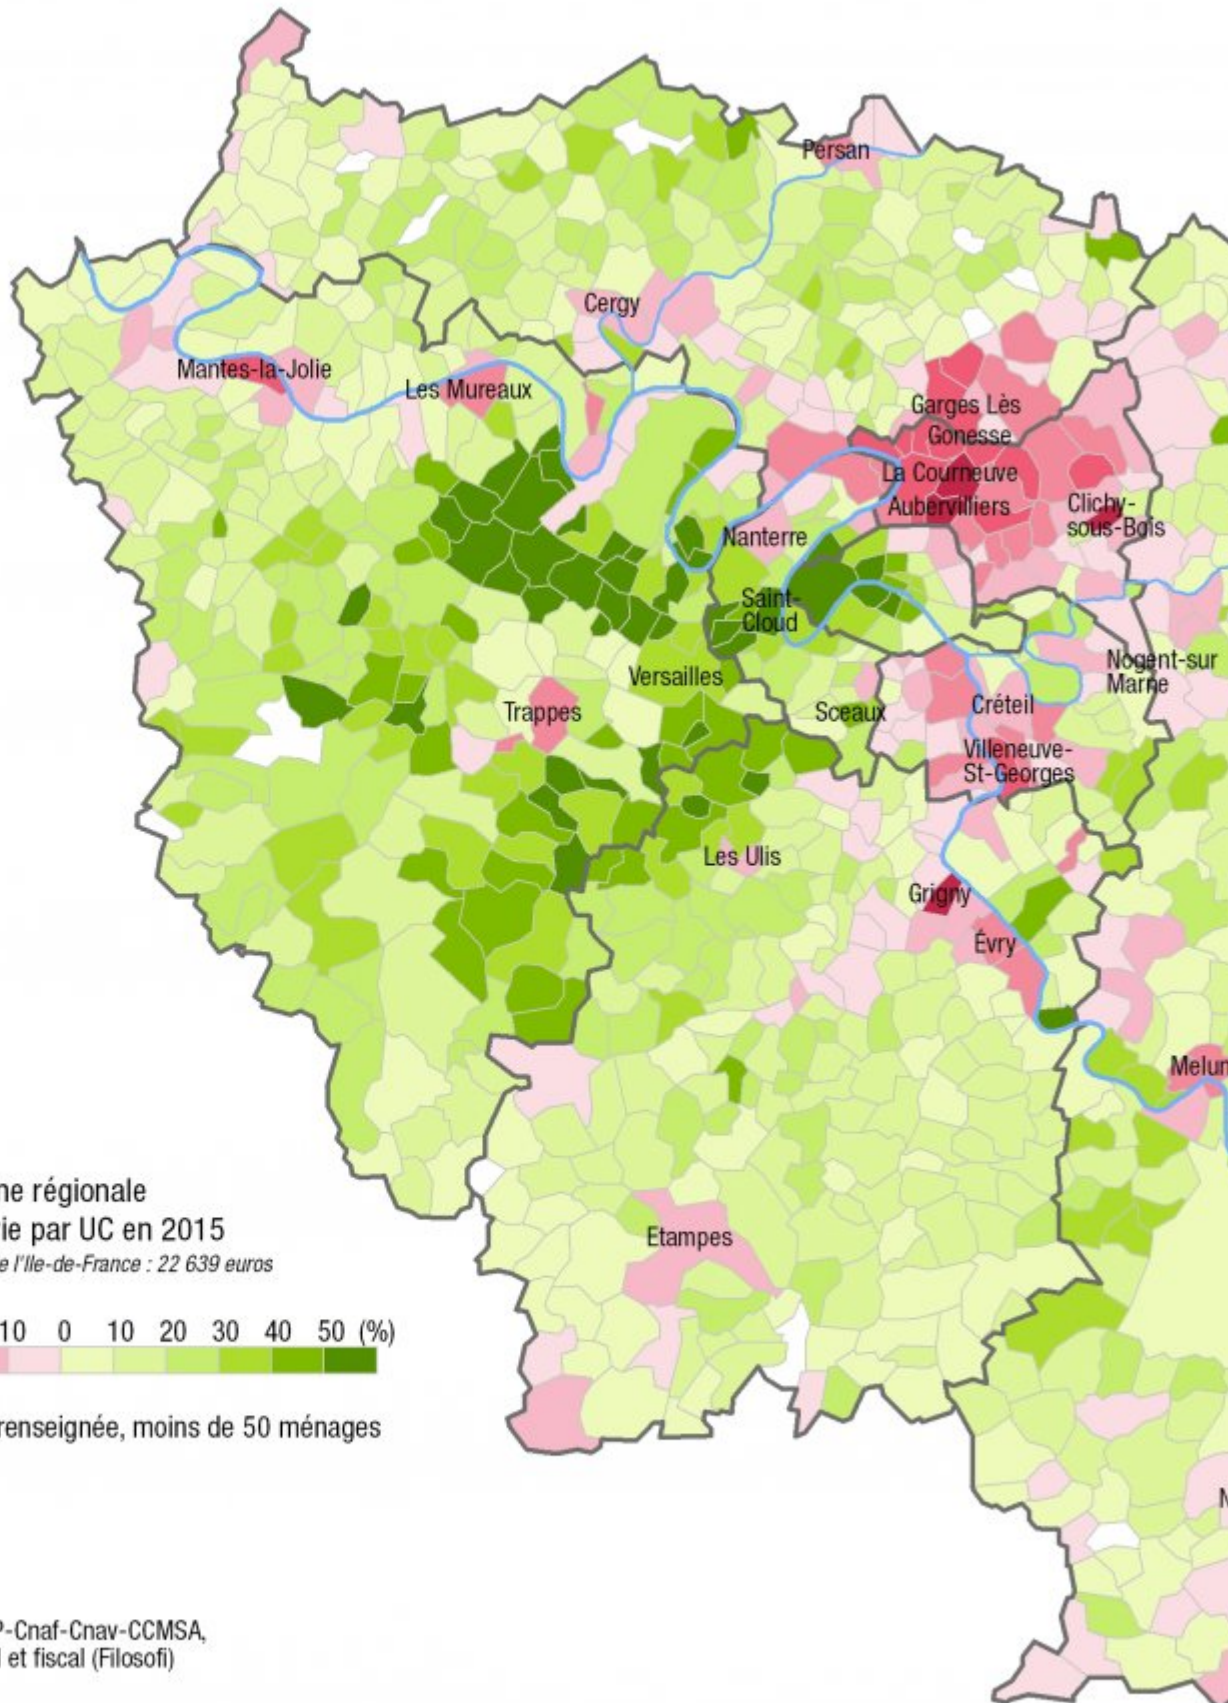 Persan
Cergy
Mantes-la-Jolie
Les Mureaux
Garges Lès
Gonesse
La Courneuve
Aubervilliers
Clichy-
sous-Bois
Nanterre
Saint-
Cloud
Nogent-sur
Marne
Versailles
Trappes
Sceaux
Créteil
Villeneuve-
St-Georges
Les Ulis
Grigny
Évry
Melun
Etampes
ne régionale
ie par UC en 2015
e l'Ile-de-France : 22 639 euros
10 0 10 20 30 40 50 (%)
renseignée, moins de 50 ménages
N
P-Cnaf-Cnav-CCMSA,
l et fiscal (Filosofi)